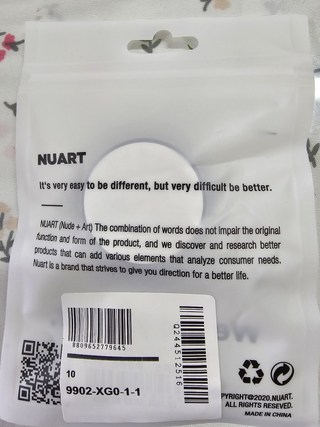 NUART
It's very easy to be different, but very difficult be better.
NUART (Nude + Art) The combination of words does not impair the original
function and form of the product, and we discover and research better
products that can add various elements that analyze consumer needs.
Nuart is a brand that strives to give you direction for a better life.
8809652779645
10
9902-XG0-1-1
Q244512516
PYRIGHT@2020.NUART.
ALL RIGHTS RESEVED.
MADE IN CHINA